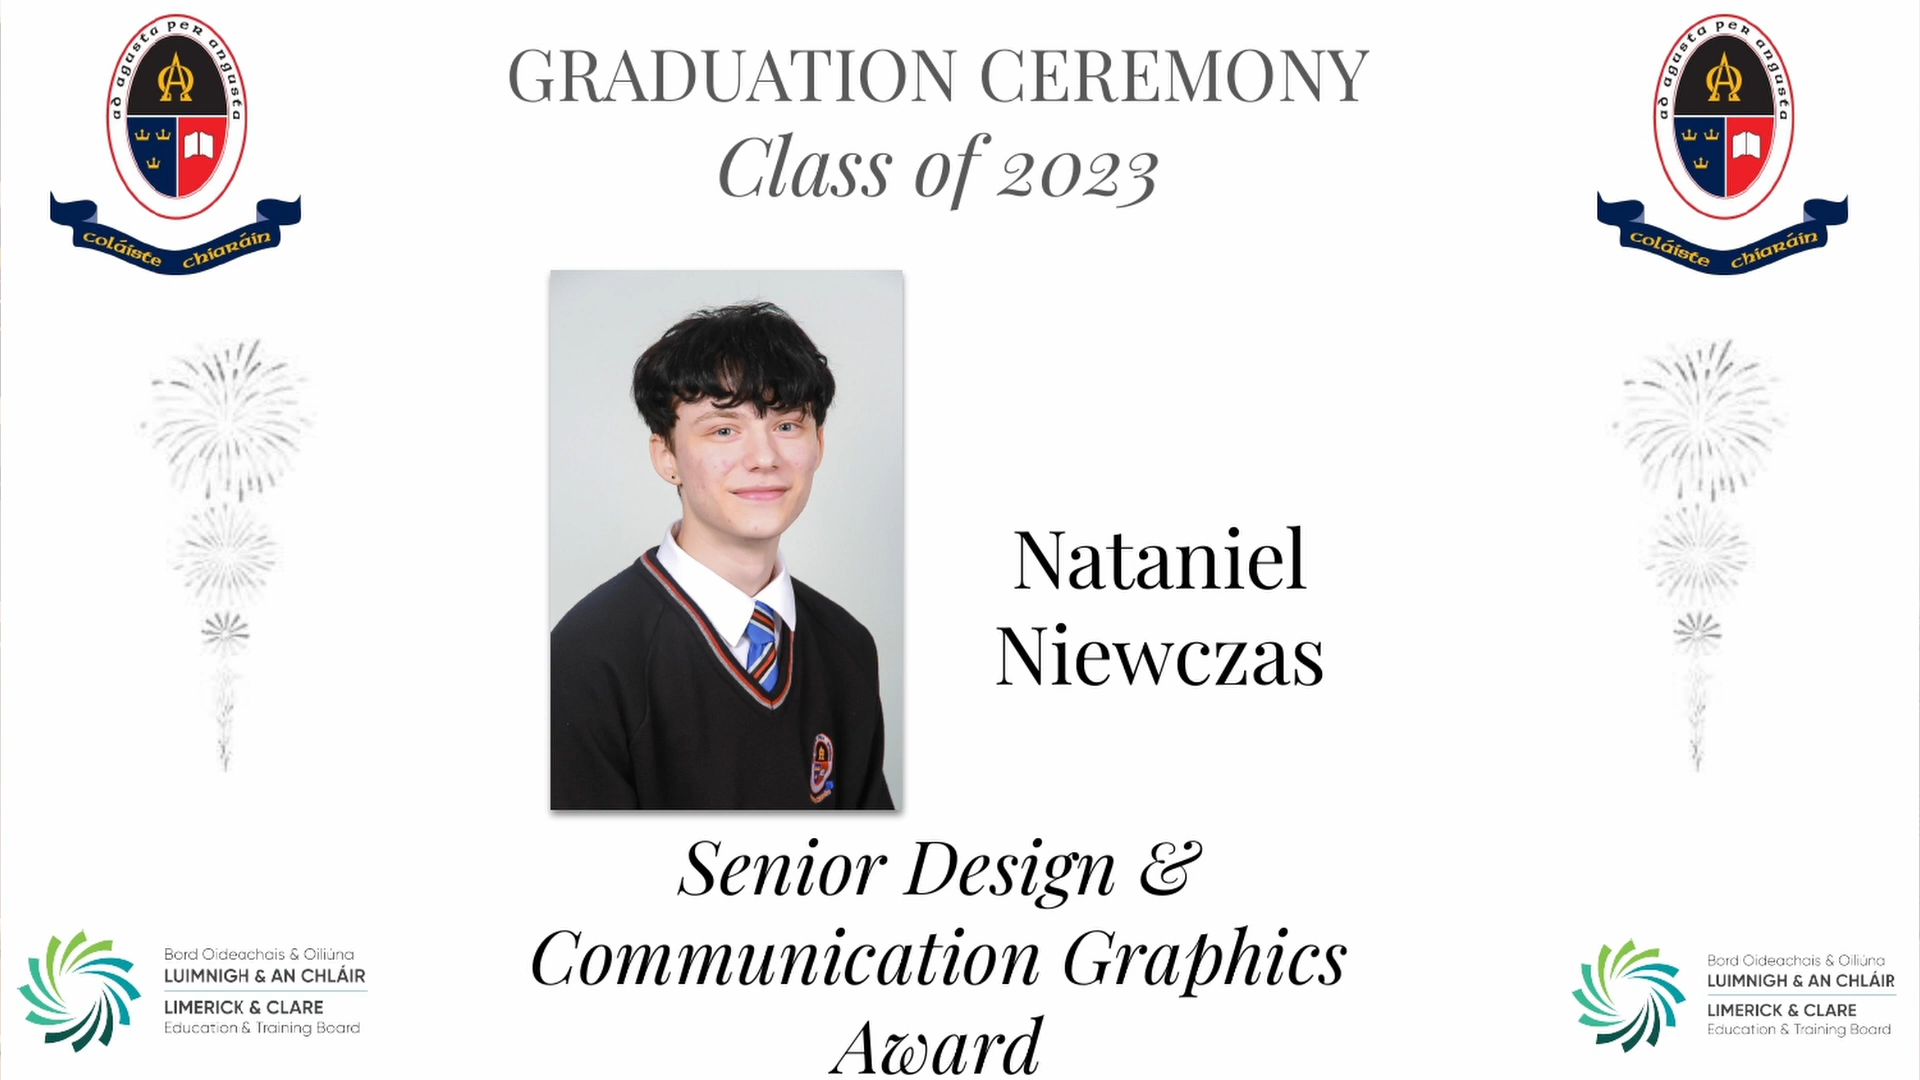 ad agusta per angusta
coláiste chiaráin
GRADUATION CEREMONY
Class of 2023
ad agusta per angusta
coláiste chiaráin
Nataniel
Niewczas
Senior Design &
Communication Graphics
Award
Bord Oideachais & Oiliúna
LUIMNIGH & AN CHLÁIR
LIMERICK & CLARE
Education & Training Board
Bord Oideachais & Oiliúna
LUIMNIGH & AN CHLÁIR
LIMERICK & CLARE
Education & Training Board